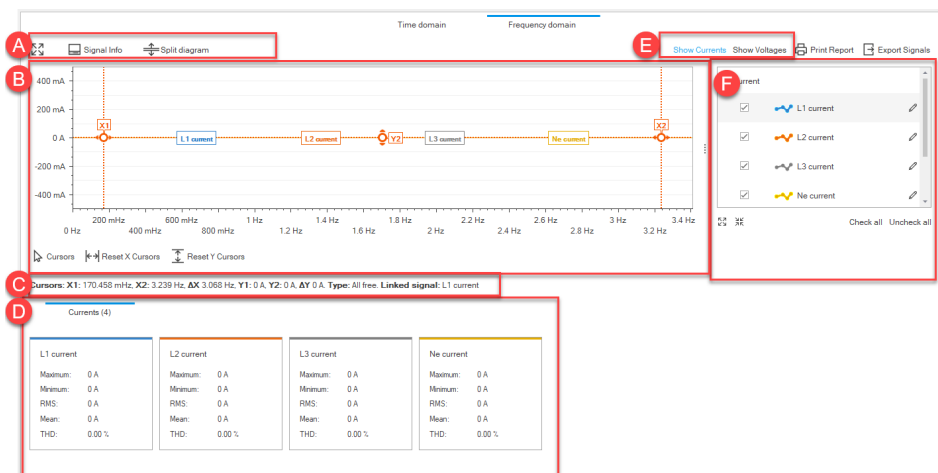 Time domain Frequency domain
A Signal Info Split diagram E Show Currents Show Voltages Print Report Export Signals
B
400 mA
200 mA
0 A
-200 mA
-400 mA
X1 L1 current L2 current Y2 L3 current Ne current X2
200 mHz 600 mHz 1 Hz 1.4 Hz 1.8 Hz 2.2 Hz 2.6 Hz 3 Hz 3.4 Hz
0 Hz 400 mHz 800 mHz 1.2 Hz 1.6 Hz 2 Hz 2.4 Hz 2.8 Hz 3.2 Hz
Cursors Reset X Cursors Reset Y Cursors
F
urrent
L1 current
L2 current
L3 current
Ne current
Check all Uncheck all
C
Cursors: X1: 170.458 mHz, X2: 3.239 Hz, ΔX 3.068 Hz, Y1: 0 A, Y2: 0 A, ΔY 0 A. Type: All free. Linked signal: L1 current
D
Currents (4)
L1 current
Maximum: 0 A
Minimum: 0 A
RMS: 0 A
Mean: 0 A
THD: 0.00 %
L2 current
Maximum: 0 A
Minimum: 0 A
RMS: 0 A
Mean: 0 A
THD: 0.00 %
L3 current
Maximum: 0 A
Minimum: 0 A
RMS: 0 A
Mean: 0 A
THD: 0.00 %
Ne current
Maximum: 0 A
Minimum: 0 A
RMS: 0 A
Mean: 0 A
THD: 0.00 %